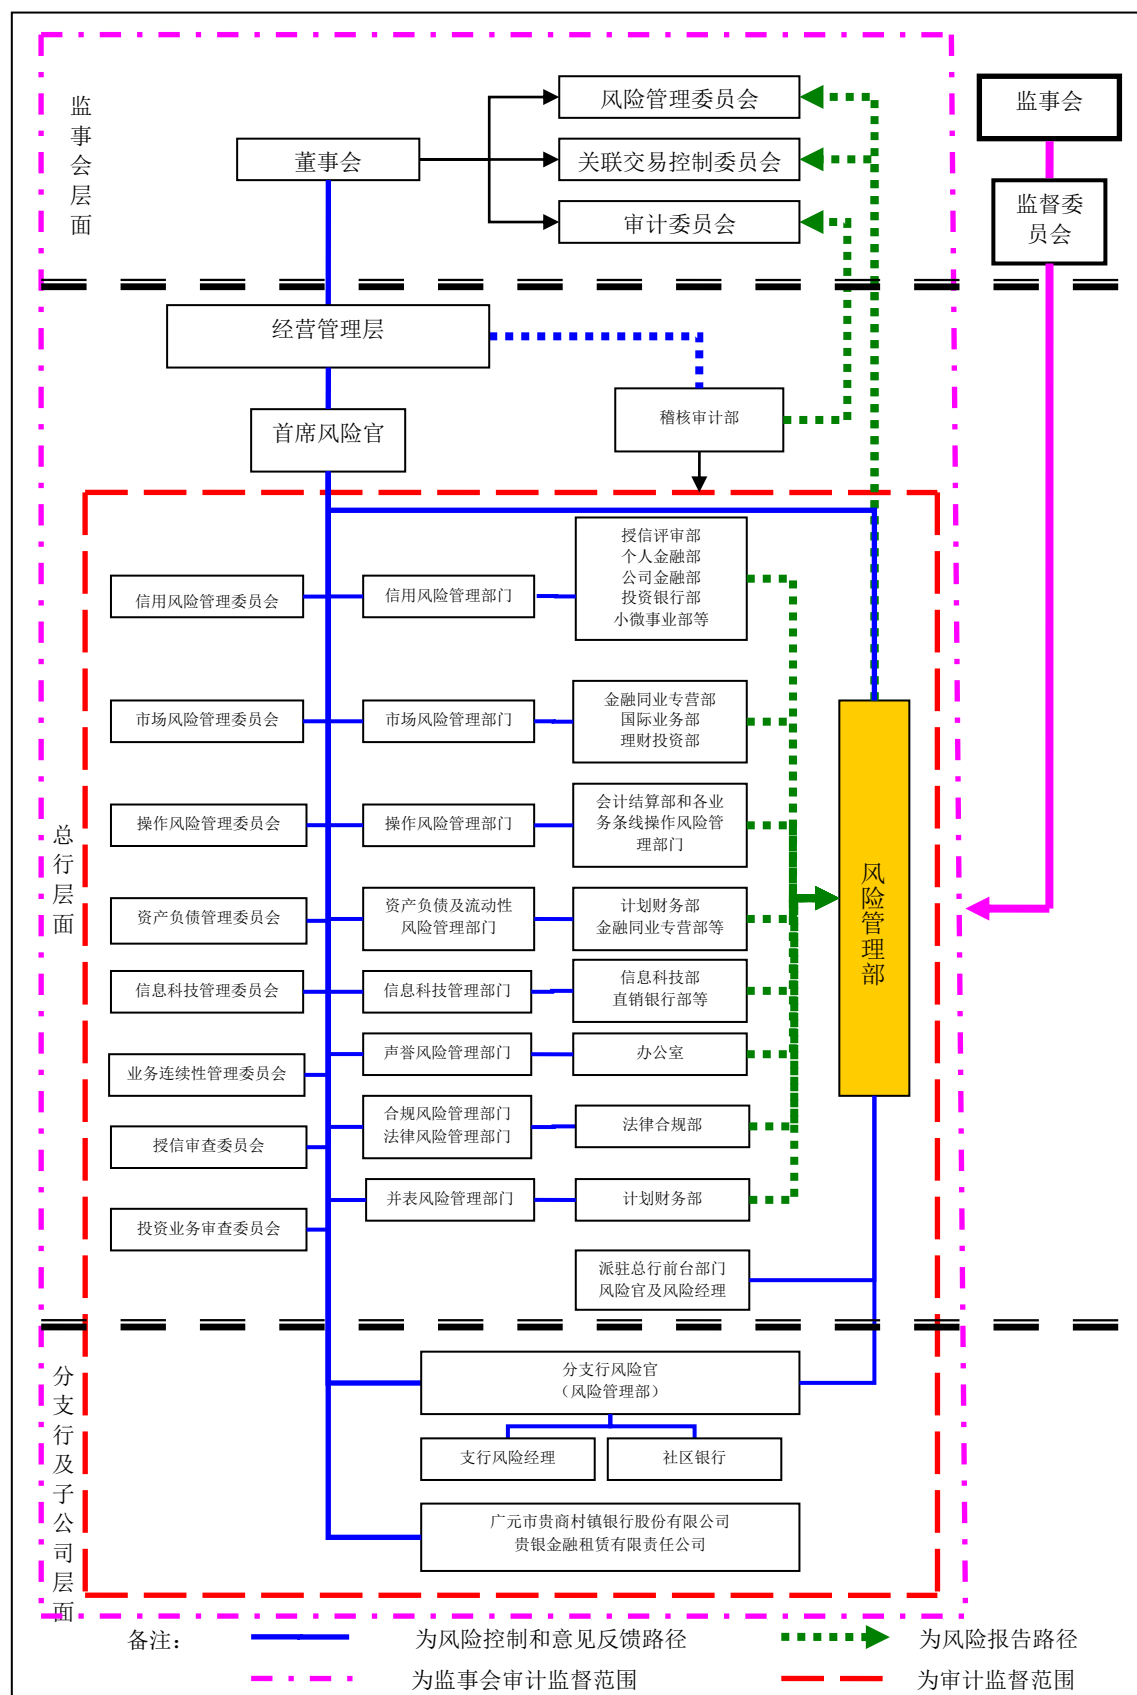 监事会层面
风险管理委员会
监事会
董事会
关联交易控制委员会
监督委
员会
审计委员会
经营管理层
首席风险官
稽核审计部
总行层面
信用风险管理委员会
信用风险管理部门
授信评审部
个人金融部
公司金融部
投资银行部
小微事业部等
市场风险管理委员会
市场风险管理部门
金融同业专营部
国际业务部
理财投资部
操作风险管理委员会
操作风险管理部门
会计结算部和各业
务条线操作风险管
理部门
风险管理部
资产负债管理委员会
资产负债及流动性
风险管理部门
计划财务部
金融同业专营部等
信息科技管理委员会
信息科技管理部门
信息科技部
直销银行部等
声誉风险管理部门
办公室
业务连续性管理委员会
合规风险管理部门
法律风险管理部门
法律合规部
授信审查委员会
并表风险管理部门
计划财务部
投资业务审查委员会
派驻总行前台部门
风险官及风险经理
分支行及子公司层面
分支行风险官
（风险管理部）
支行风险经理
社区银行
广元市贵商村镇银行股份有限公司
贵银金融租赁有限责任公司
备注：
为风险控制和意见反馈路径
为风险报告路径
为监事会审计监督范围
为审计监督范围